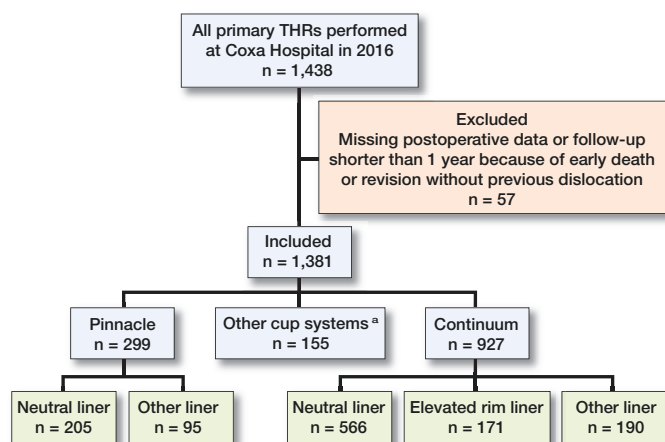 All primary THRs performed
at Coxa Hospital in 2016
n = 1,438
Excluded
Missing postoperative data or follow-up
shorter than 1 year because of early death
or revision without previous dislocation
n = 57
Included
n = 1,381
Pinnacle
n = 299
Other cup systems a
n = 155
Continuum
n = 927
Neutral liner
n = 205
Other liner
n = 95
Neutral liner
n = 566
Elevated rim liner
n = 171
Other liner
n = 190